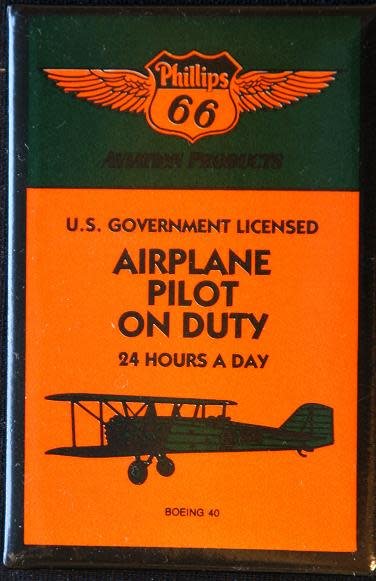 Phillips
66
AVIATION PRODUCTS
U.S. GOVERNMENT LICENSED
AIRPLANE
PILOT
ON DUTY
24 HOURS A DAY
BOEING 40